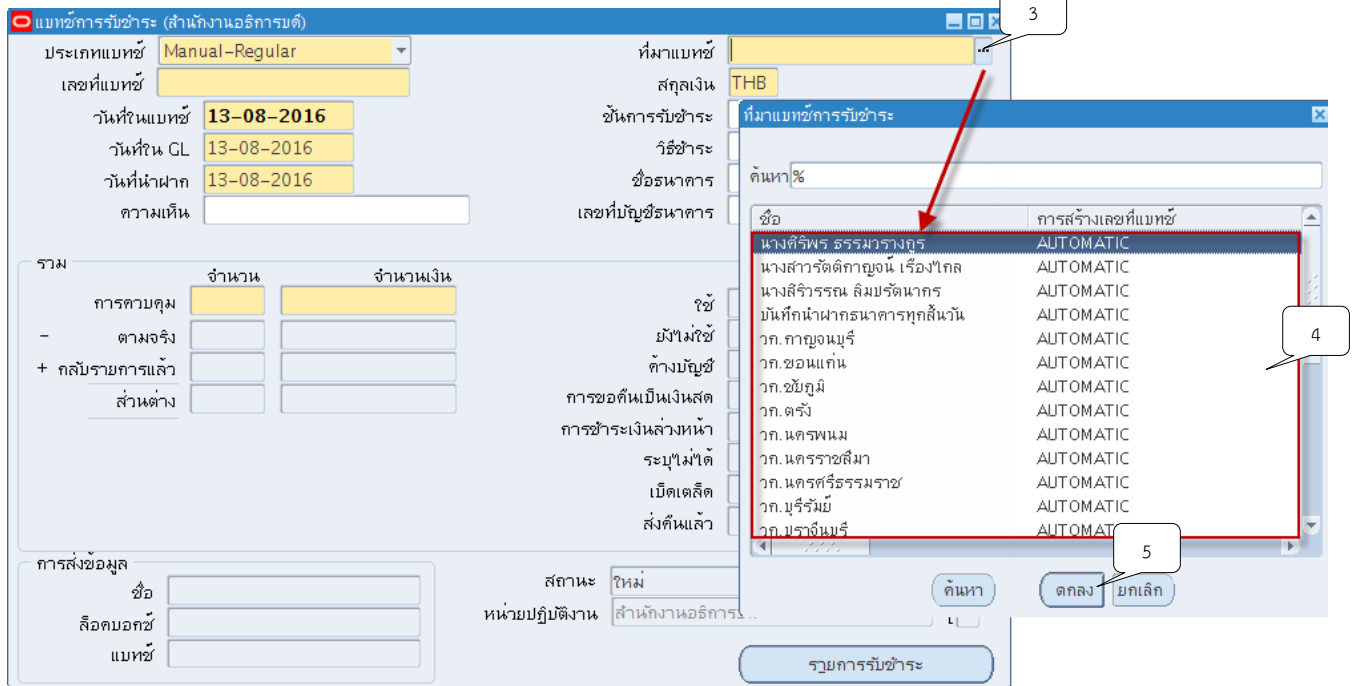 แบทช์การรับชำระ (สำนักงานอธิการบดี)
3
ประเภทแบทช์ Manual-Regular
ที่มาแบทช์ ...
เลขที่แบทช์
สกุลเงิน THB
วันที่ในแบทช์ 13-08-2016
ชั้นการรับชำระ
วันที่ใน GL 13-08-2016
วิธีชำระ
วันที่นำฝาก 13-08-2016
ชื่อธนาคาร
ความเห็น
เลขที่บัญชีธนาคาร
รวม
จำนวน จำนวนเงิน
การควบคุม
- ตามจริง
+ กลับรายการแล้ว
ส่วนต่าง
ใช้
ยังไม่ใช้
ค้างบัญชี
การขอคืนเป็นเงินสด
การชำระเงินล่วงหน้า
ระบุไม่ได้
เบ็ดเตล็ด
ส่งคืนแล้ว
การส่งข้อมูล
ชื่อ
ล็อคบอกซ์
แบทช์
สถานะ ใหม่
หน่วยปฏิบัติงาน
รายการรับชำระ
ที่มาแบทช์การรับชำระ
ค้นหา %
ชื่อ การสร้างเลขที่แบทช์
นางศิริพร ธรรมวรางกูร AUTOMATIC
นางสาวรัตติกาญจน์ เรืองไกล AUTOMATIC
นางสิริวรรณ ลิมปรัตนากร AUTOMATIC
บันทึกนำฝากธนาคารทุกสิ้นวัน AUTOMATIC
วก.กาญจนบุรี AUTOMATIC
วก.ขอนแก่น AUTOMATIC
วก.ชัยภูมิ AUTOMATIC
วก.ตรัง AUTOMATIC
วก.นครพนม AUTOMATIC
วก.นครราชสีมา AUTOMATIC
วก.นครศรีธรรมราช AUTOMATIC
วก.บุรีรัมย์ AUTOMATIC
วก.ปราจีนบุรี
4
5
ค้นหา ตกลง ยกเลิก